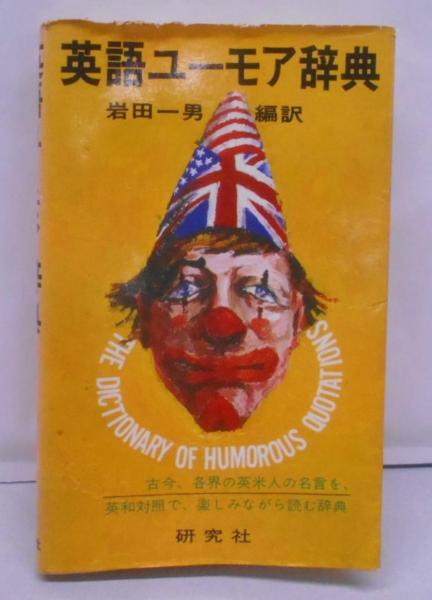 英語ユーモア辞典
岩田一男 編訳
THE DICTIONARY OF HUMOROUS QUOTATIONS
古今、各界の英米人の名言を、
英和対照で、楽しみながら読む辞典
研究社
社